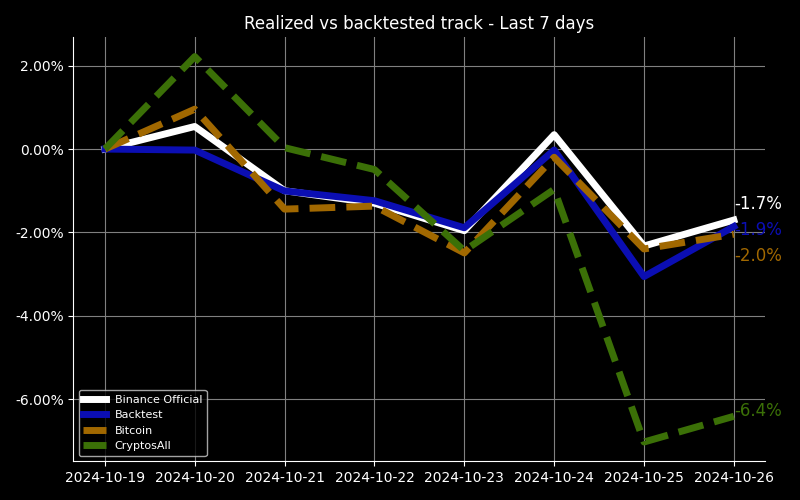 Realized vs backtested track - Last 7 days
2.00%
0.00%
-2.00%
-4.00%
-6.00%
-1.7%
-1.9%
-2.0%
-6.4%
Binance Official
Backtest
Bitcoin
CryptosAll
2024-10-19 2024-10-20 2024-10-21 2024-10-22 2024-10-23 2024-10-24 2024-10-25 2024-10-26